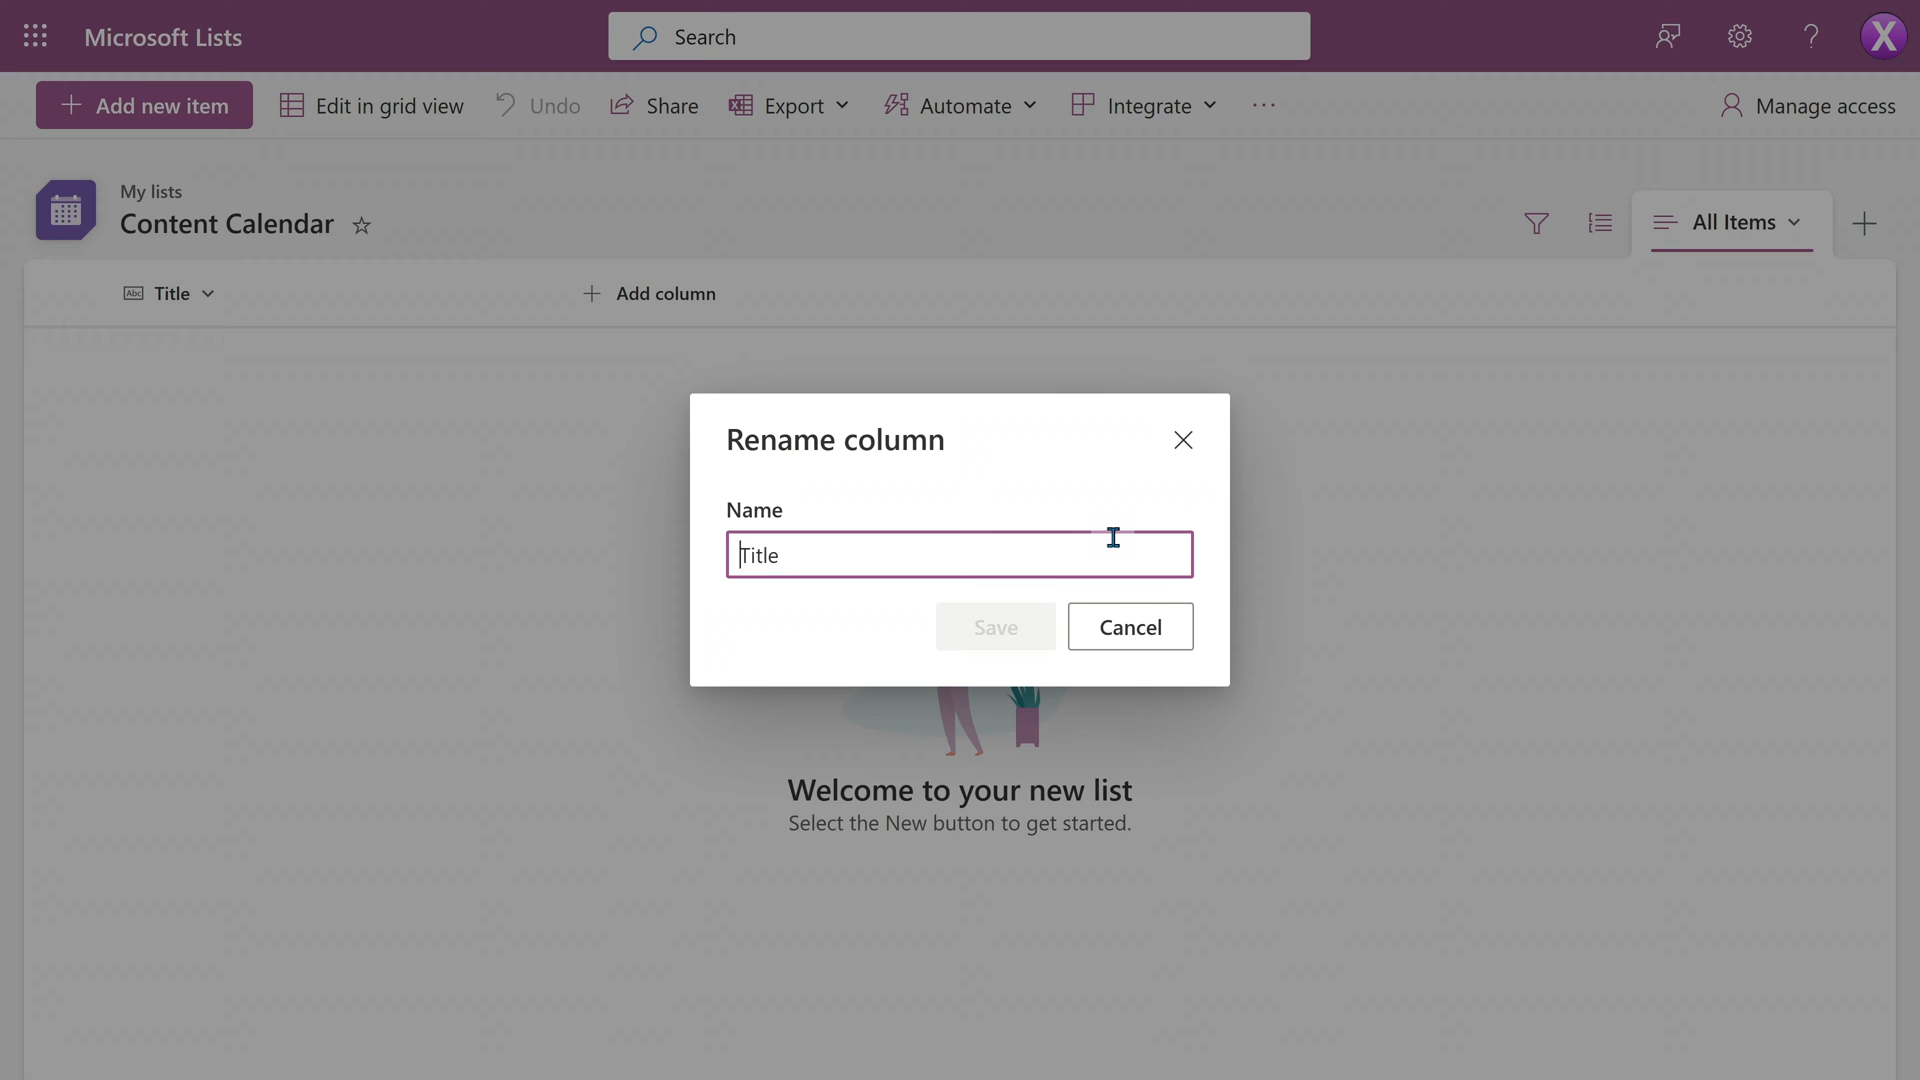 Microsoft Lists
Search
X
Add new item
Edit in grid view
Undo
Share
Export
Automate
Integrate
Manage access
My lists
Content Calendar
All Items
Abc
Title
Add column
Rename column
Name
Title
Save
Cancel
Welcome to your new list
Select the New button to get started.